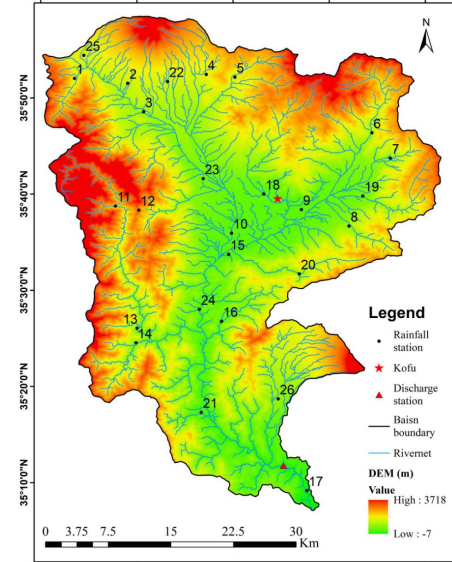 N
35°50'0"N
35°40'0"N
35°30'0"N
35°20'0"N
35°10'0"N
25
1
2
22
4
5
3
6
7
23
18
19
11
12
9
8
10
15
20
24
16
13
14
26
21
17
Legend
Rainfall station
Kofu
Discharge station
Baisn boundary
Rivernet
DEM (m)
Value
High : 3718
Low : -7
0 3.75 7.5 15 22.5 30
Km